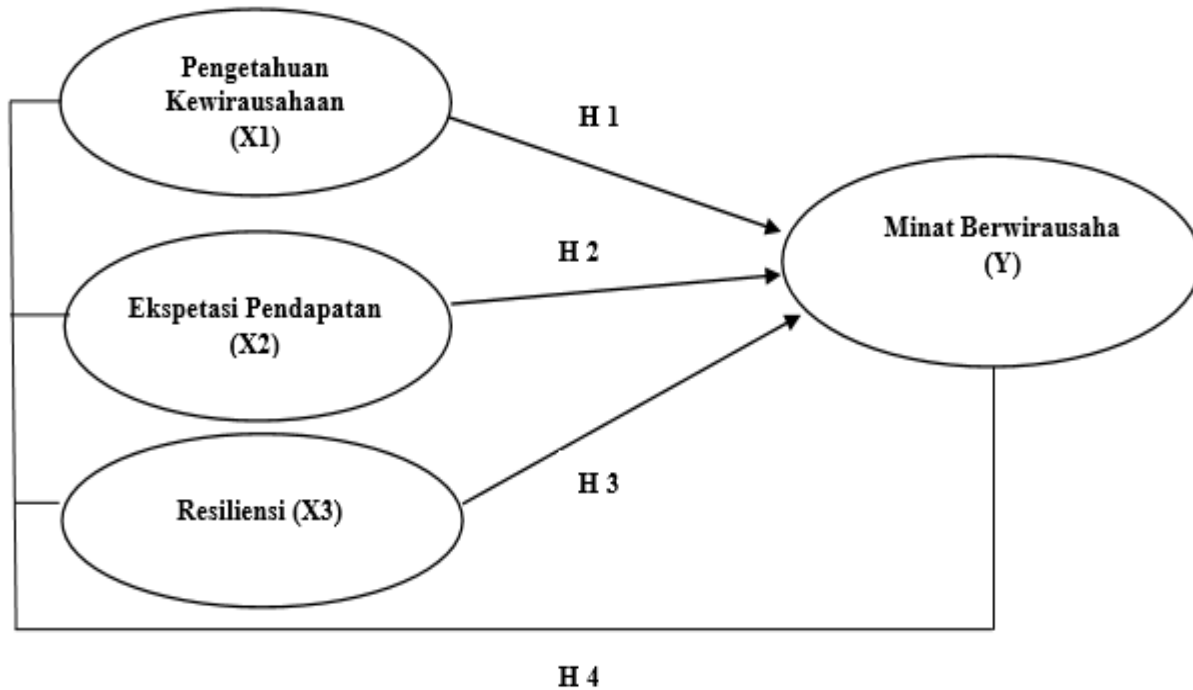 Pengetahuan
Kewirausahaan
(X1)
H 1
Minat Berwirausaha
(Y)
H 2
Ekspetasi Pendapatan
(X2)
H 3
Resiliensi (X3)
H 4